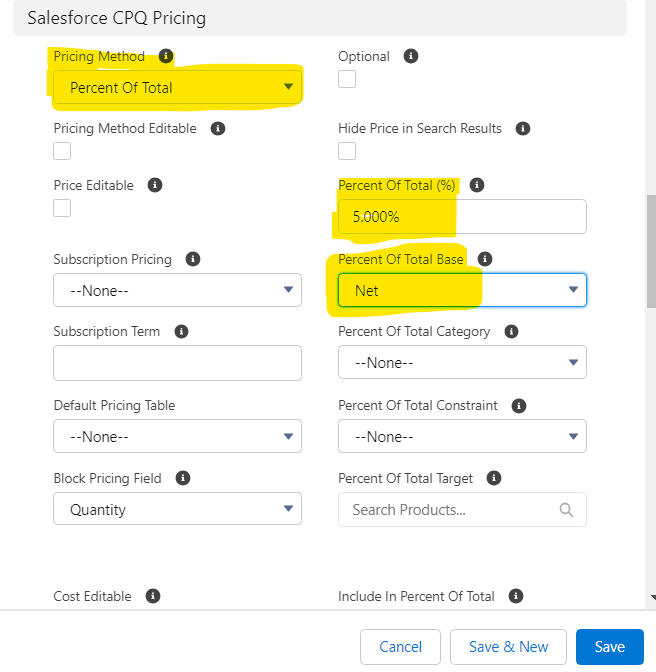 Salesforce CPQ Pricing
Pricing Method
Optional
Percent Of Total
Pricing Method Editable
Hide Price in Search Results
Price Editable
Percent Of Total (%)
5.000%
Subscription Pricing
Percent Of Total Base
--None--
Net
Subscription Term
Percent Of Total Category
--None--
Default Pricing Table
Percent Of Total Constraint
--None--
--None--
Block Pricing Field
Percent Of Total Target
Quantity
Search Products...
Cost Editable
Include In Percent Of Total
Cancel
Save & New
Save